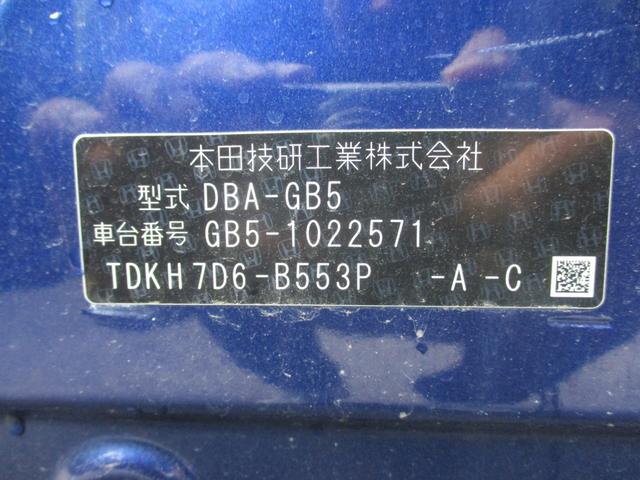 本田技研工業株式会社
型式 DBA-GB5
車台番号 GB5-1022571
TDKH7D6-B553P -A -C